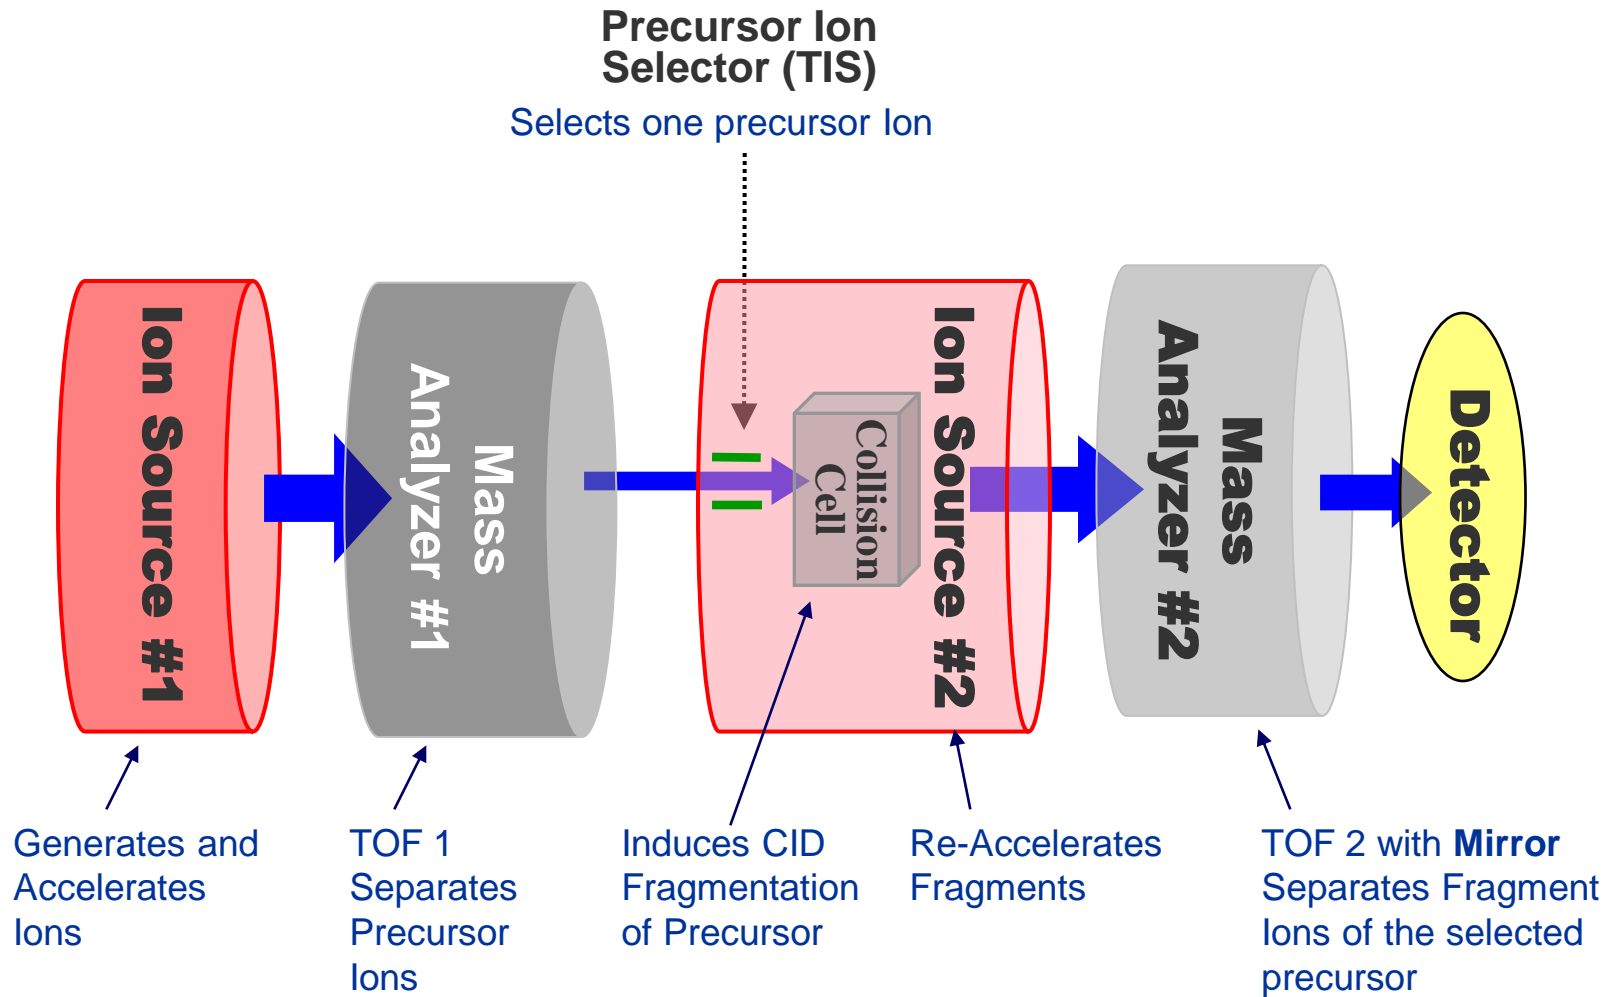 Precursor Ion
Selector (TIS)
Selects one precursor Ion
Ion Source #1
Mass
Analyzer #1
Collision
Cell
Ion Source #2
Mass
Analyzer #2
Detector
Generates and
Accelerates
Ions
TOF 1
Separates
Precursor
Ions
Induces CID
Fragmentation
of Precursor
Re-Accelerates
Fragments
TOF 2 with Mirror
Separates Fragment
Ions of the selected
precursor